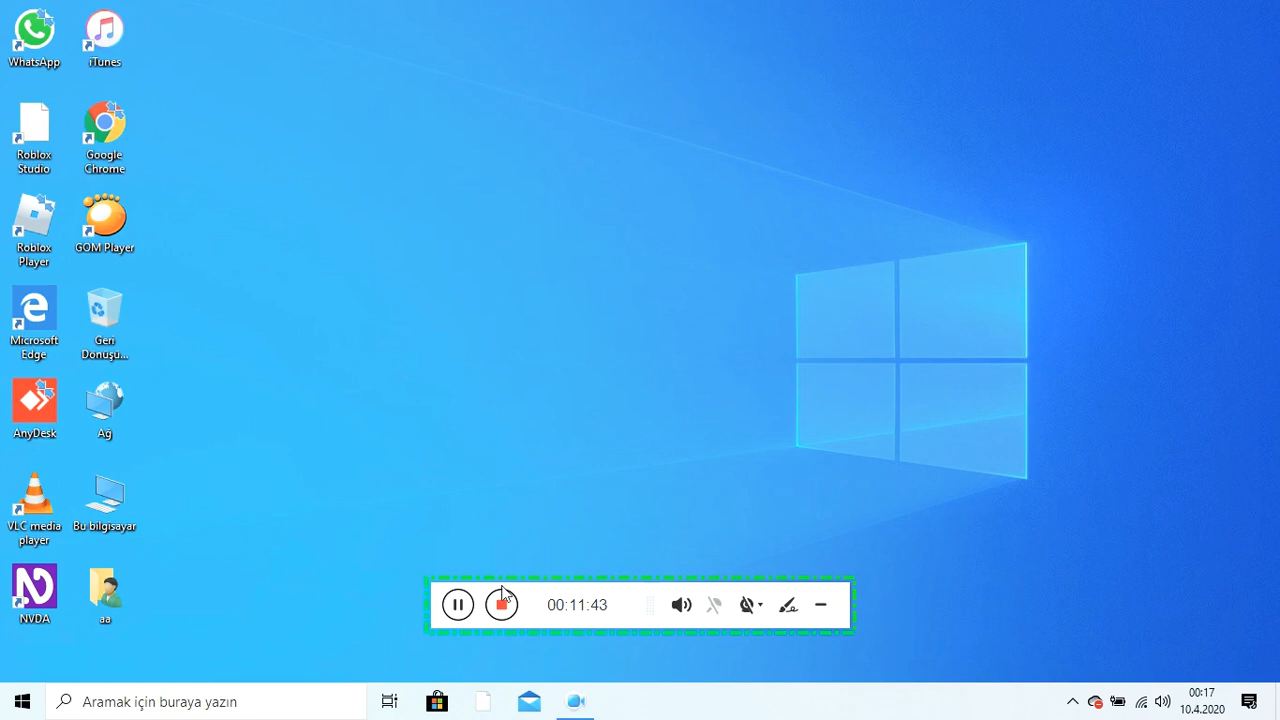 WhatsApp
iTunes
Roblox
Studio
Google
Chrome
Roblox
Player
GOM Player
Microsoft
Edge
Geri
Dönüşü...
AnyDesk
Ağ
VLC media
player
Bu bilgisayar
NVDA
aa
00:11:43
Aramak için buraya yazın
00:17
10.4.2020